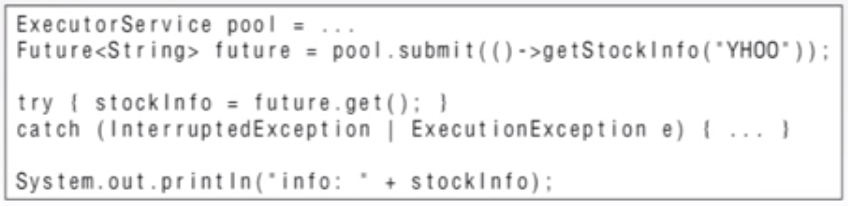 ExecutorService pool = ...
Future<String> future = pool.submit(()->getStockInfo("YHOO"));
try { stockInfo = future.get(); }
catch (InterruptedException | ExecutionException e) { ... }
System.out.println("info: " + stockInfo);